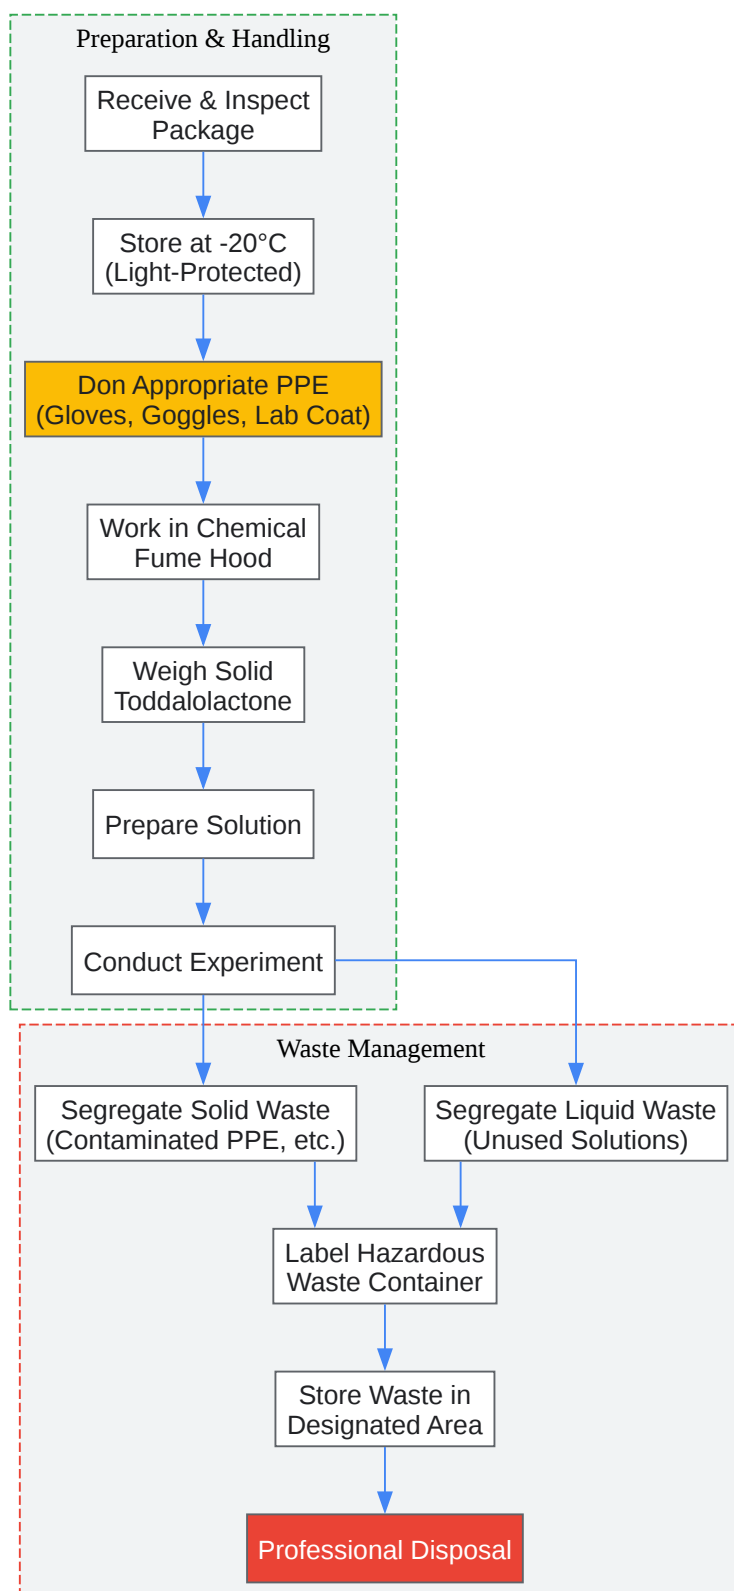 Preparation & Handling
Receive & Inspect
Package
Store at -20°C
(Light-Protected)
Don Appropriate PPE
(Gloves, Goggles, Lab Coat)
Work in Chemical
Fume Hood
Weigh Solid
Toddalolactone
Prepare Solution
Conduct Experiment
Waste Management
Segregate Solid Waste
(Contaminated PPE, etc.)
Segregate Liquid Waste
(Unused Solutions)
Label Hazardous
Waste Container
Store Waste in
Designated Area
Professional Disposal